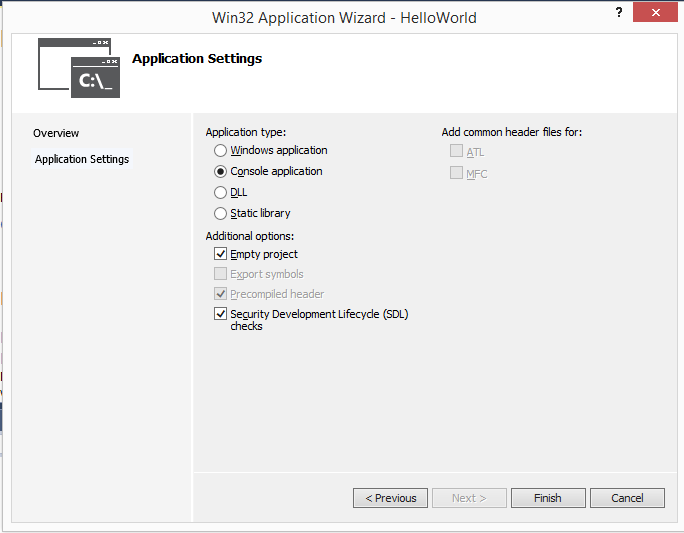 Win32 Application Wizard - HelloWorld
?
C:\_
Application Settings
Overview
Application Settings
Application type:
Windows application
Console application
DLL
Static library
Additional options:
Empty project
Export symbols
Precompiled header
Security Development Lifecycle (SDL)
checks
Add common header files for:
ATL
MFC
< Previous
Next >
Finish
Cancel